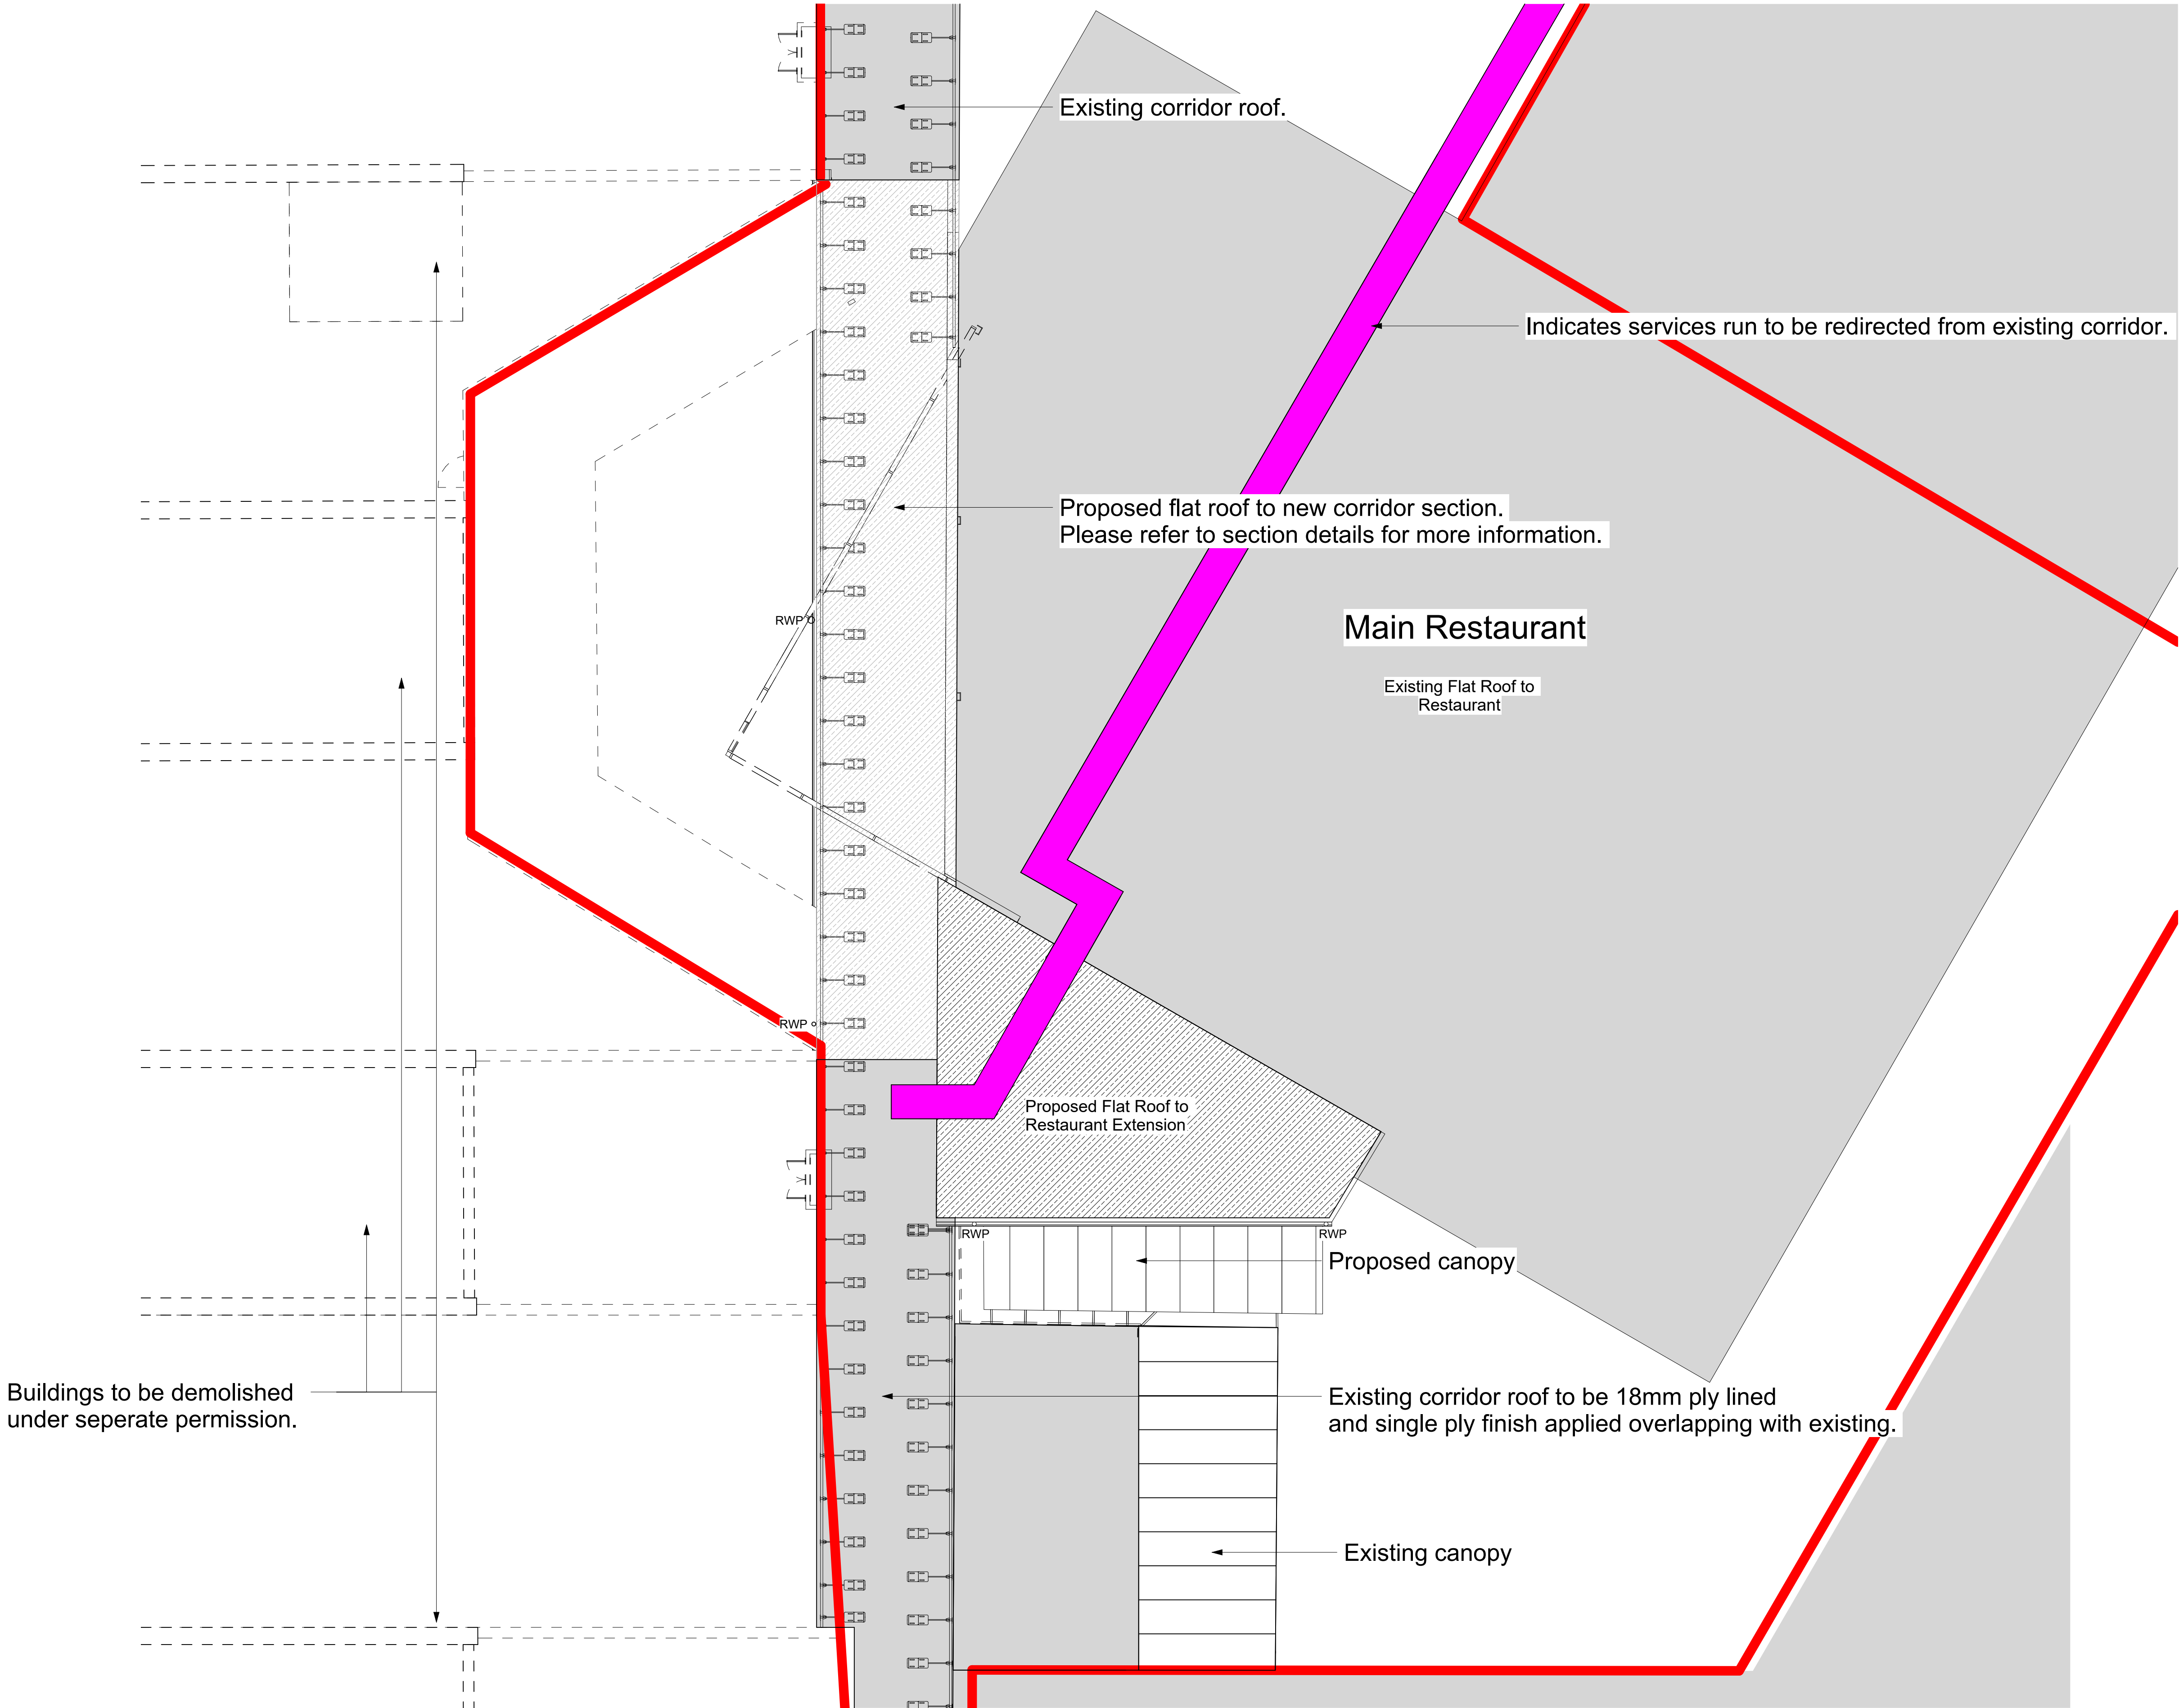 Existing corridor roof.
Indicates services run to be redirected from existing corridor.
Proposed flat roof to new corridor section.
Please refer to section details for more information.
RWP
Main Restaurant
Existing Flat Roof to
Restaurant
RWP
Proposed Flat Roof to
Restaurant Extension
RWP
RWP
Proposed canopy
Buildings to be demolished
under seperate permission.
Existing corridor roof to be 18mm ply lined
and single ply finish applied overlapping with existing.
Existing canopy